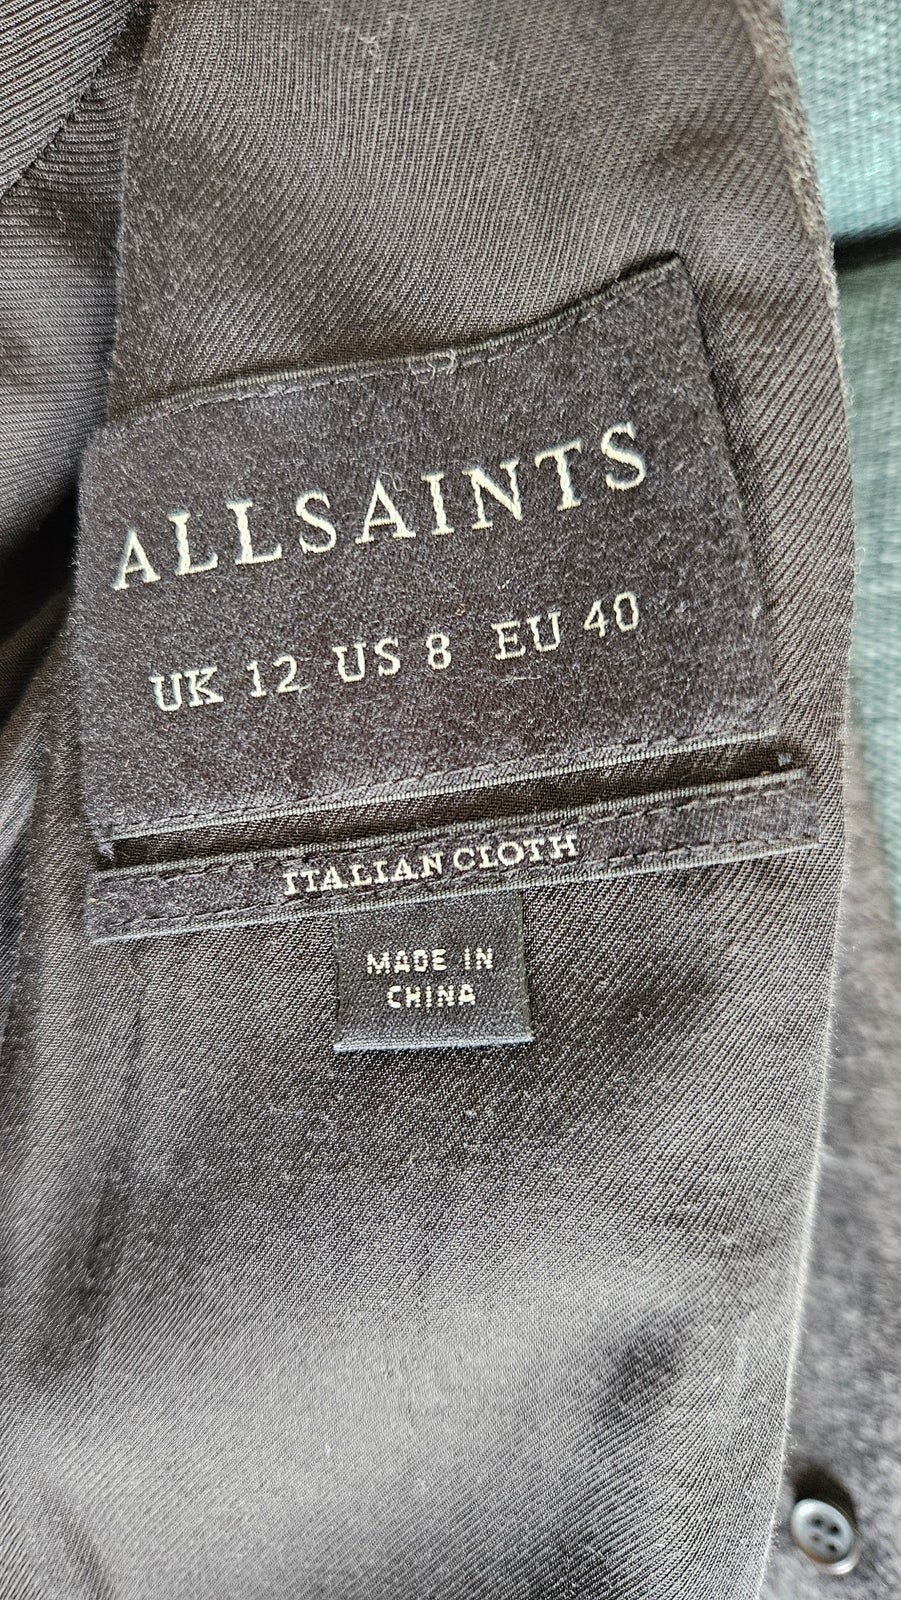 ALLSAINTS
UK 12 US 8 EU 40
ITALIAN CLOTH
MADE IN
CHINA